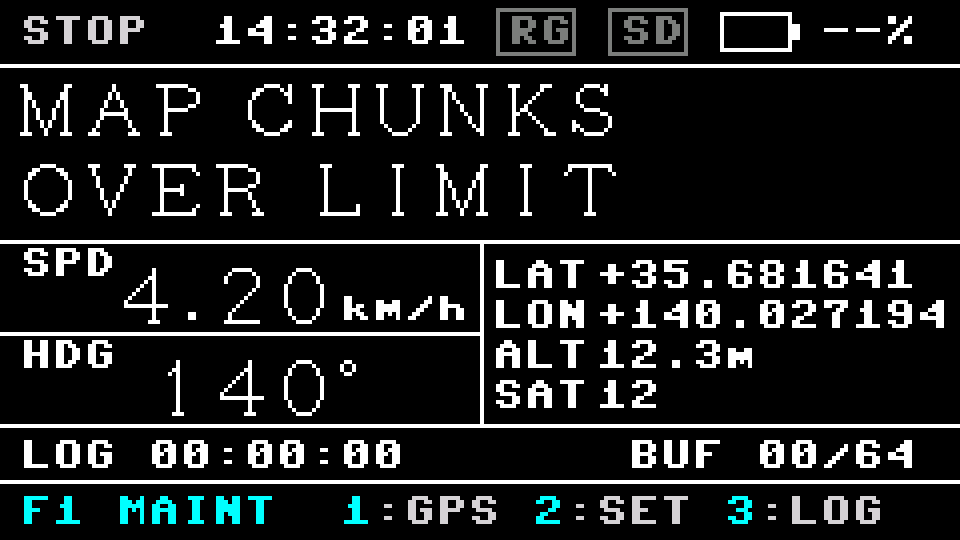 STOP 14:32:01 RG SD --%
MAP CHUNKS
OVER LIMIT
SPD 4.20 km/h
HDG 140°
LAT +35.681641
LON +140.027194
ALT 12.3m
SAT 12
LOG 00:00:00 BUF 00/64
F1 MAINT 1:GPS 2:SET 3:LOG